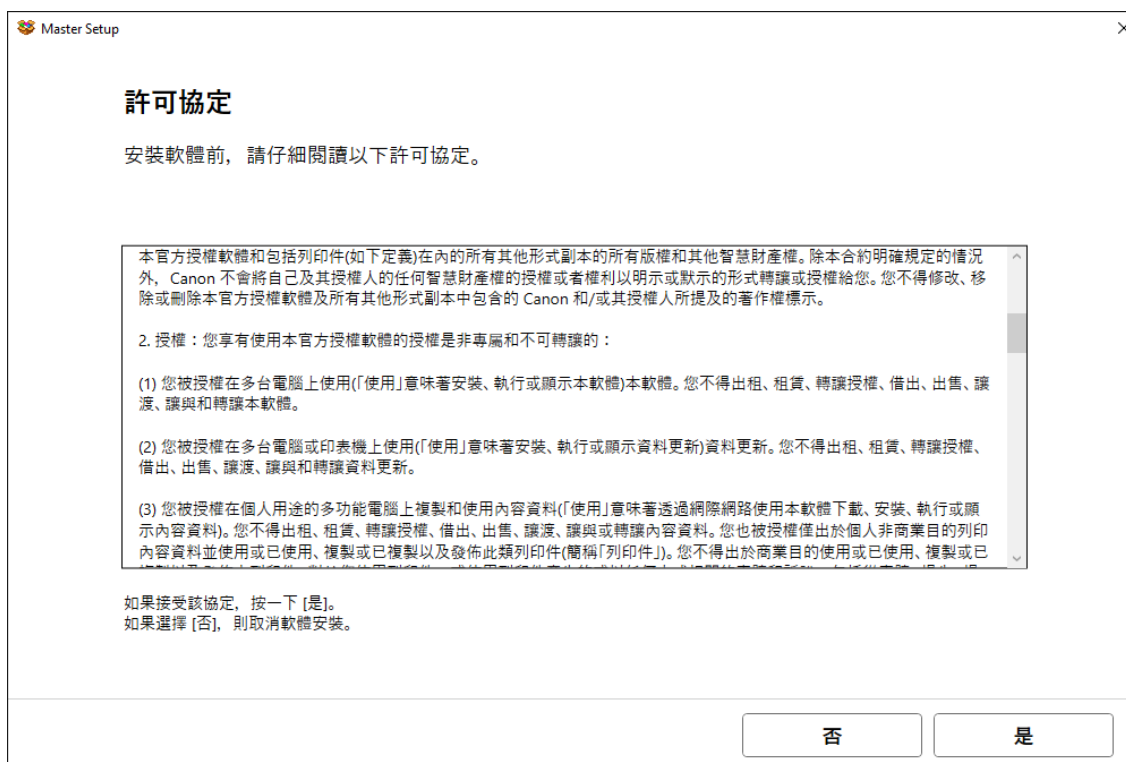 Master Setup
許可協定
安裝軟體前，請仔細閱讀以下許可協定。
本官方授權軟體和包括列印件(如下定義)在內的所有其他形式副本的所有版權和其他智慧財產權。除本合約明確規定的情況
外，Canon 不會將自己及其授權人的任何智慧財產權的授權或者權利以明示或默示的形式轉讓或授權給您。您不得修改、移
除或刪除本官方授權軟體及所有其他形式副本中包含的 Canon 和/或其授權人所提及的著作權標示。
2. 授權：您享有使用本官方授權軟體的授權是非專屬和不可轉讓的：
(1) 您被授權在多台電腦上使用(「使用」意味著安裝、執行或顯示本軟體)本軟體。您不得出租、租賃、轉讓授權、借出、出售、讓
渡、讓與和轉讓本軟體。
(2) 您被授權在多台電腦或印表機上使用(「使用」意味著安裝、執行或顯示資料更新)資料更新。您不得出租、租賃、轉讓授權、
借出、出售、讓渡、讓與和轉讓資料更新。
(3) 您被授權在個人用途的多功能電腦上複製和使用內容資料(「使用」意味著透過網際網路使用本軟體下載、安裝、執行或顯
示內容資料)。您不得出租、租賃、轉讓授權、借出、出售、讓渡、讓與或轉讓內容資料。您也被授權僅出於個人非商業目的列印
內容資料並使用或已使用、複製或已複製以及發佈此類列印件(簡稱「列印件」)。您不得出於商業目的使用或已使用、複製或已
如果接受該協定，按一下 [是]。
如果選擇 [否]，則取消軟體安裝。
否
是